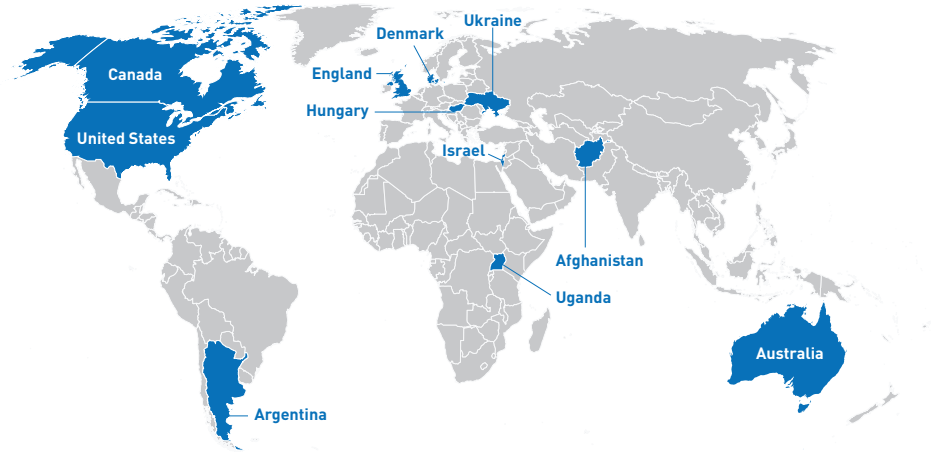 Ukraine
Denmark
Canada
England
Hungary
United States
Israel
Afghanistan
Uganda
Australia
Argentina